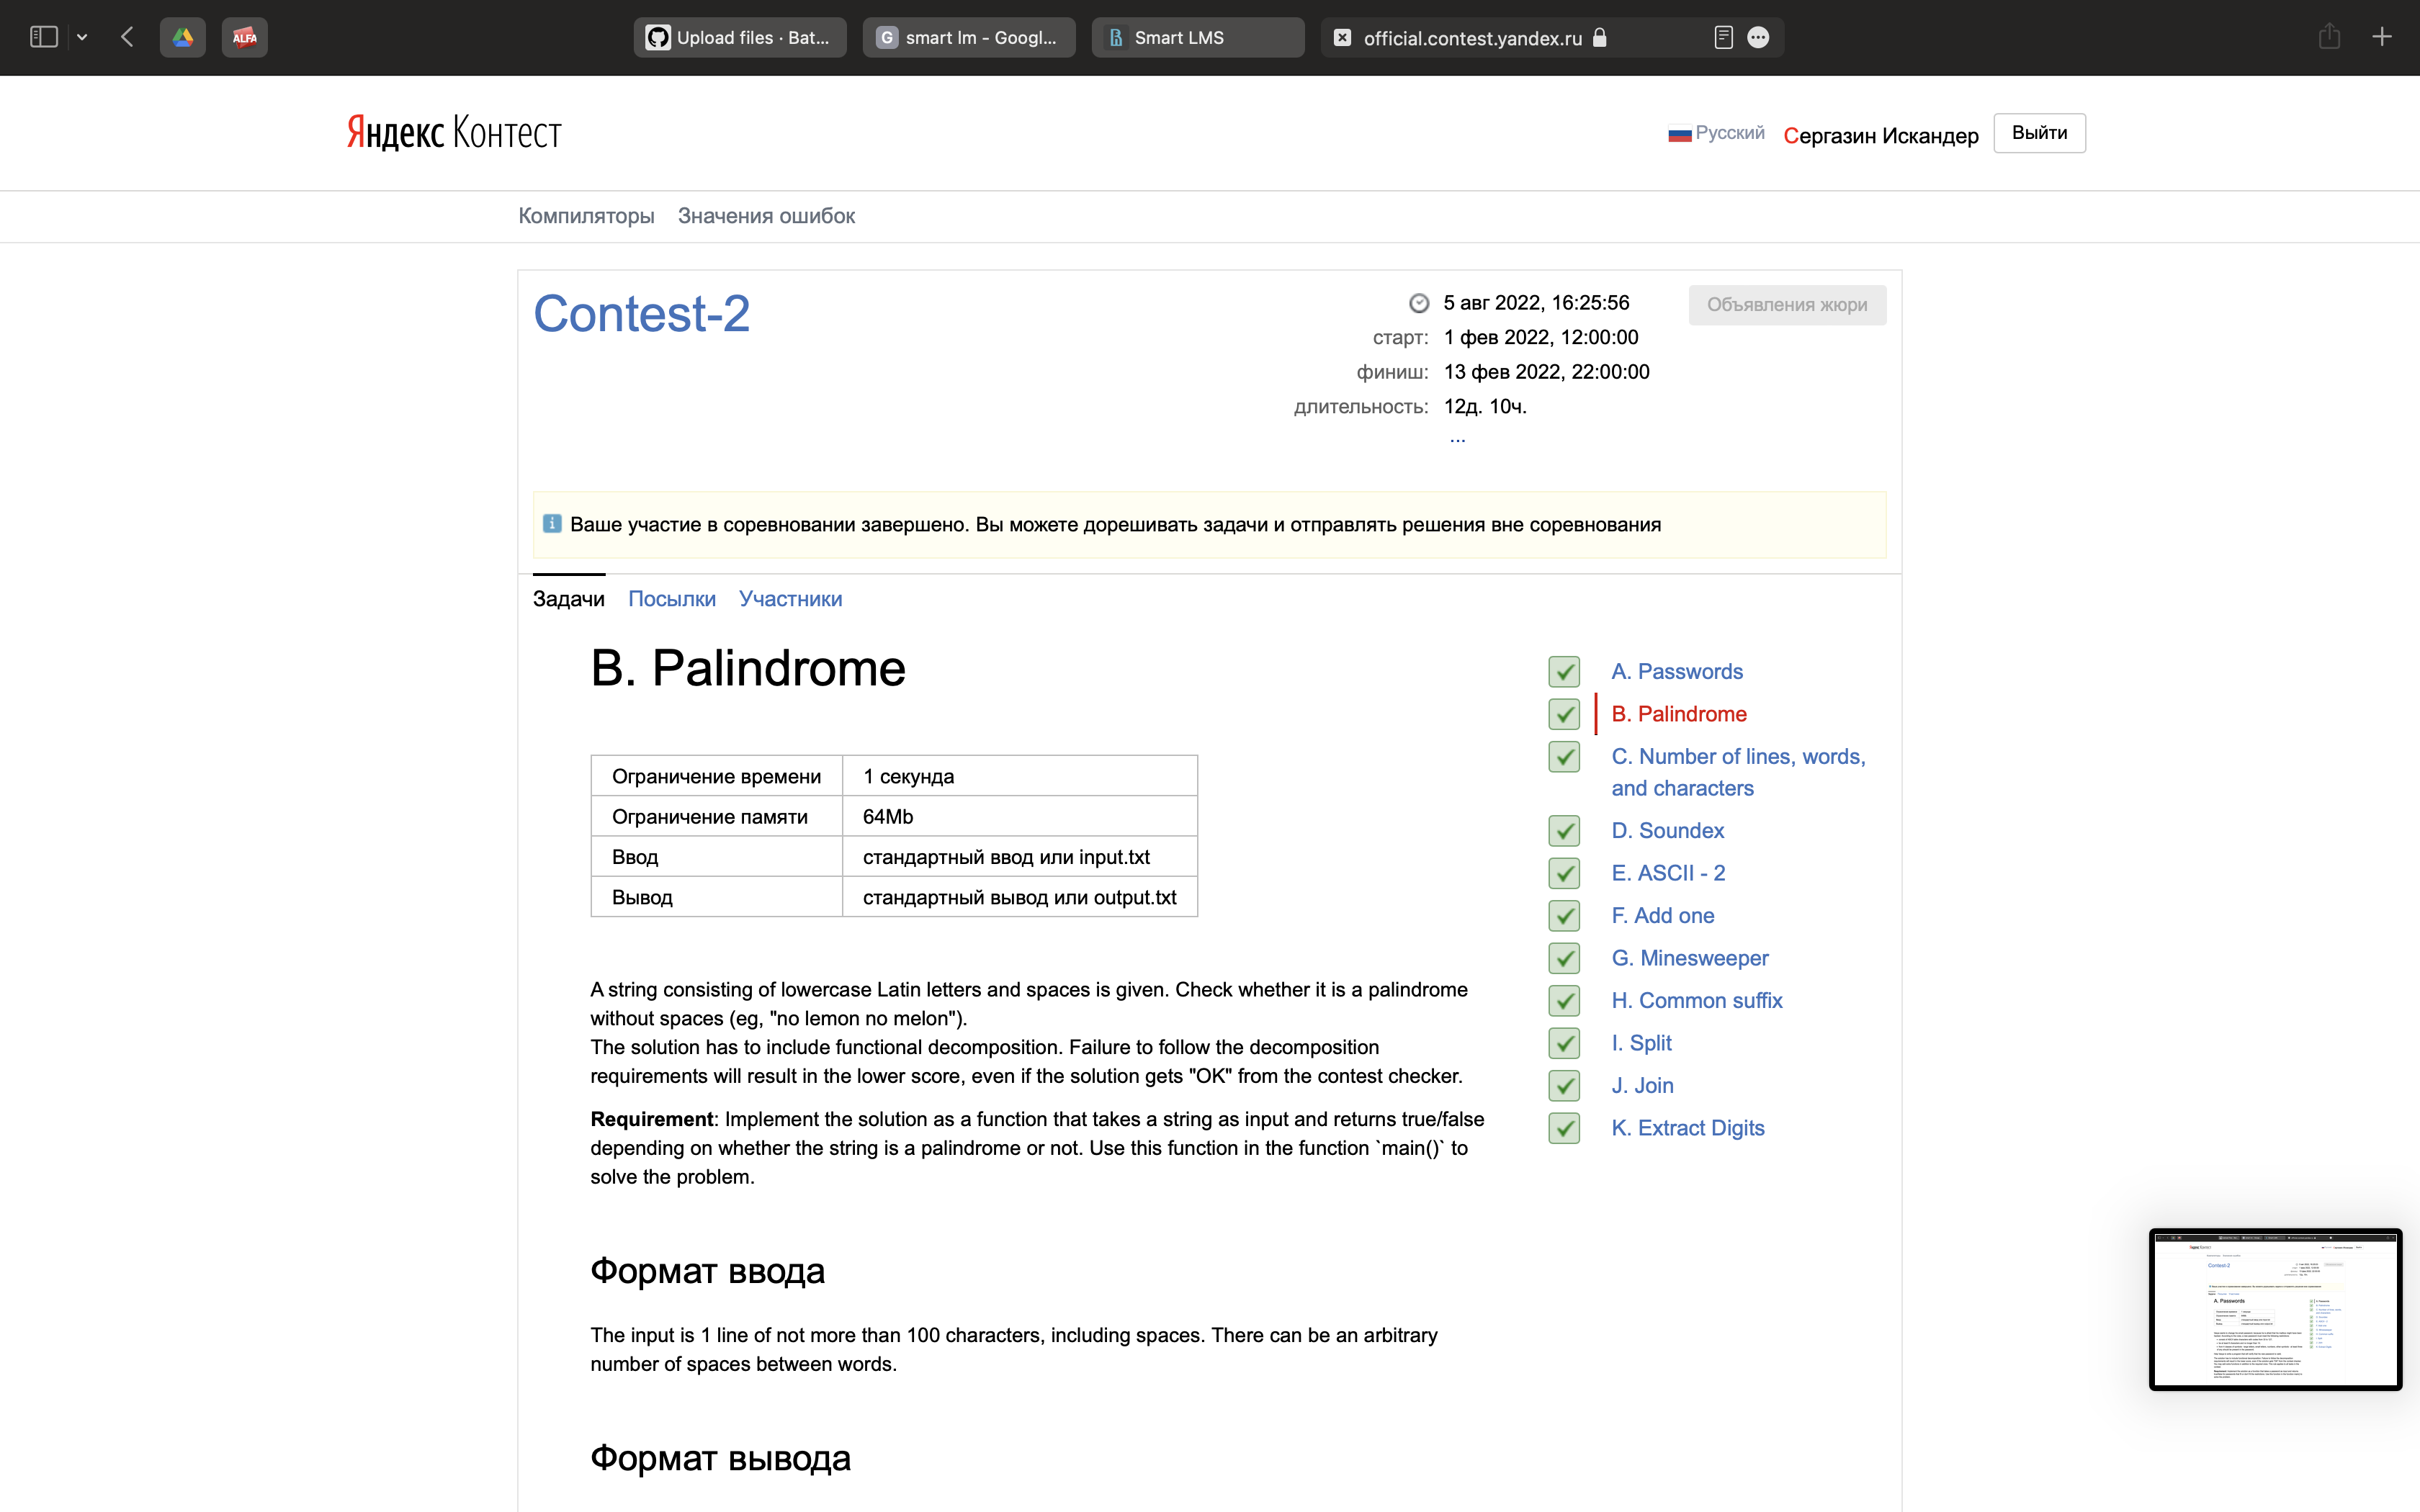 ALFA
Upload files · Bat...
G smart lm - Googl...
Smart LMS
official.contest.yandex.ru
Яндекс Контест
Русский
Сергазин Искандер
Выйти
Компиляторы Значения ошибок
Contest-2
5 авг 2022, 16:25:56
Объявления жюри
старт: 1 фев 2022, 12:00:00
финиш: 13 фев 2022, 22:00:00
длительность: 12д. 10ч.
...
Ваше участие в соревновании завершено. Вы можете дорешивать задачи и отправлять решения вне соревнования
Задачи Посылки Участники
B. Palindrome
Ограничение времени 1 секунда
Ограничение памяти 64Mb
Ввод стандартный ввод или input.txt
Вывод стандартный вывод или output.txt
A string consisting of lowercase Latin letters and spaces is given. Check whether it is a palindrome
without spaces (eg, "no lemon no melon").
The solution has to include functional decomposition. Failure to follow the decomposition
requirements will result in the lower score, even if the solution gets "OK" from the contest checker.
Requirement: Implement the solution as a function that takes a string as input and returns true/false
depending on whether the string is a palindrome or not. Use this function in the function `main()` to
solve the problem.
Формат ввода
The input is 1 line of not more than 100 characters, including spaces. There can be an arbitrary
number of spaces between words.
Формат вывода
A. Passwords
B. Palindrome
C. Number of lines, words,
and characters
D. Soundex
E. ASCII - 2
F. Add one
G. Minesweeper
H. Common suffix
I. Split
J. Join
K. Extract Digits
Contest-2
A. Passwords